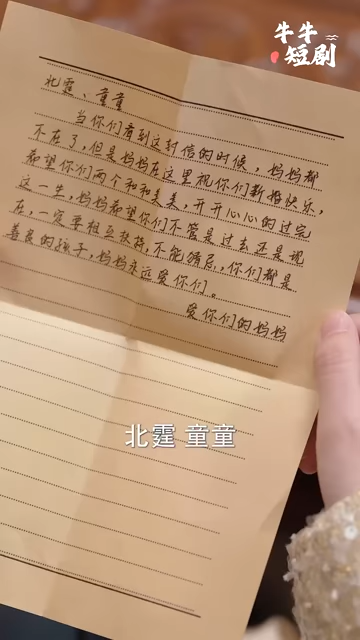 牛牛
短剧
北霆、童童
当你们看到这封信的时候，妈妈都
不在了，但是妈妈在这里祝你们新婚快乐，
希望你们两个和和美美，开开心心的过完
这一生，妈妈希望你们不管是过去还是现
在，一定要相互扶持，不能猜忌，你们都是
善良的孩子，妈妈永远爱你们。
爱你们的妈妈
北霆 童童